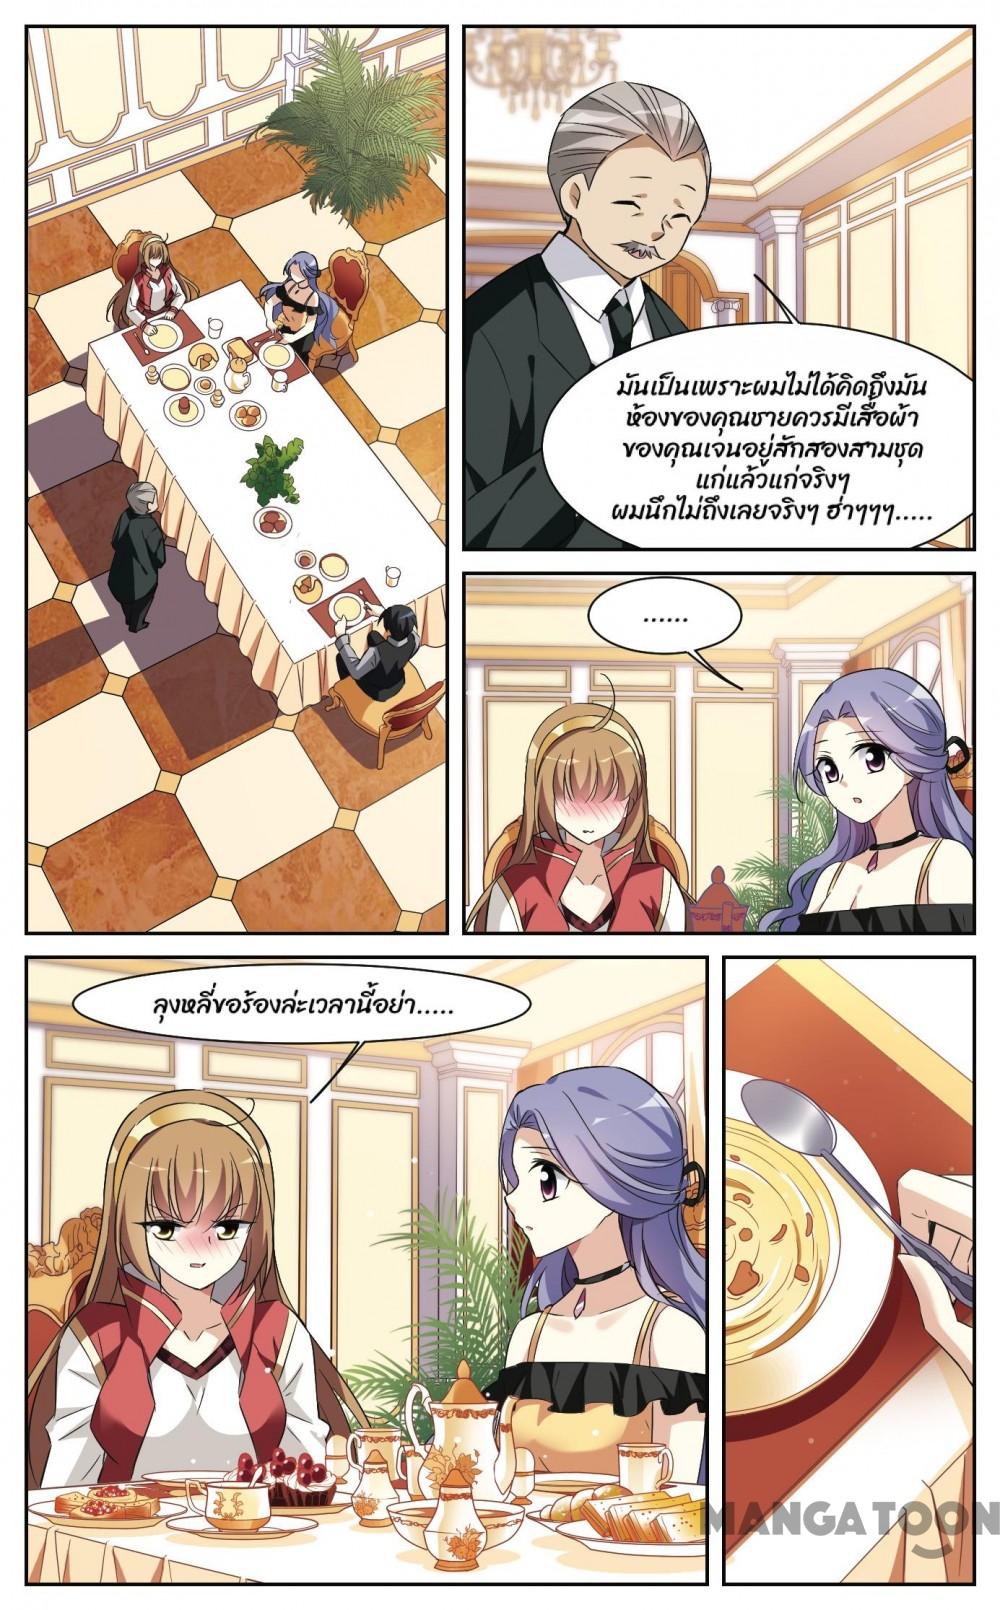 มันเป็นเพราะผมไม่ได้คิดถึงมัน
ห้องของคุณชายควรมีเสื้อผ้า
ของคุณเจนอยู่สักสองสามชุด
แก่แล้วแก่จริงๆ
ผมนึกไม่ถึงเลยจริงๆ ฮ่าๆๆๆ.....
......
ลุงหลี่ขอร้องล่ะเวลานี้อย่า.....
MANGATOON